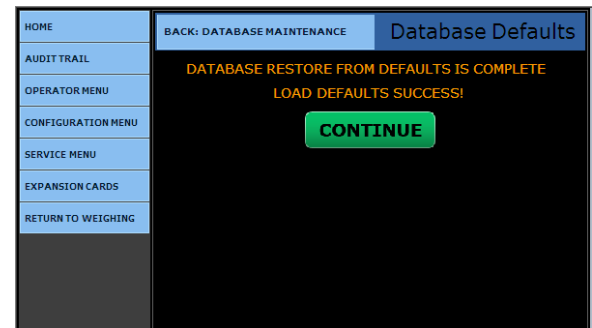 HOME
AUDIT TRAIL
OPERATOR MENU
CONFIGURATION MENU
SERVICE MENU
EXPANSION CARDS
RETURN TO WEIGHING
BACK: DATABASE MAINTENANCE
Database Defaults
DATABASE RESTORE FROM DEFAULTS IS COMPLETE
LOAD DEFAULTS SUCCESS!
CONTINUE